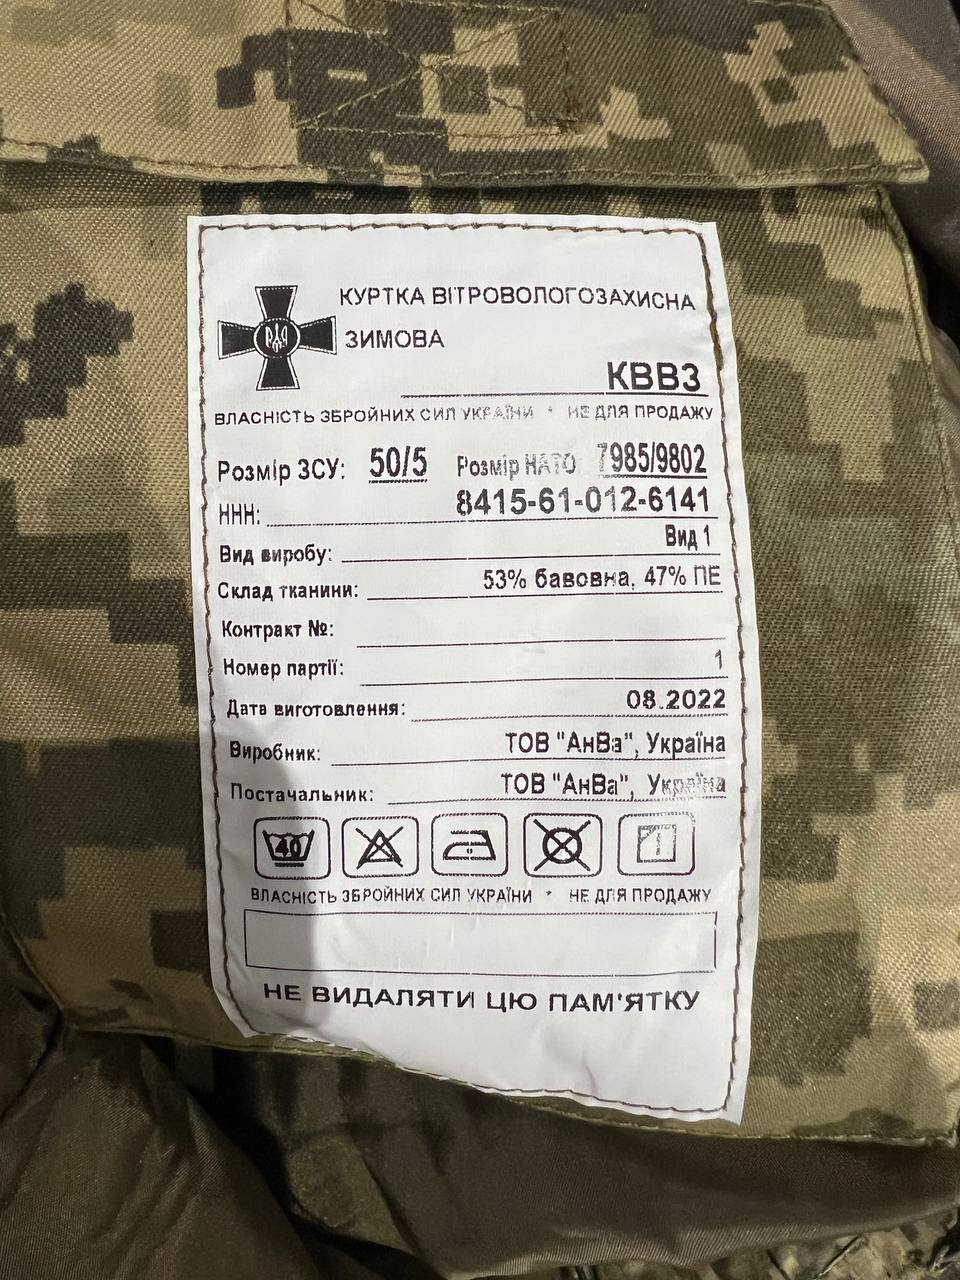 КУРТКА ВІТРОВОЛОГОЗАХИСНА
ЗИМОВА
КВВЗ
ВЛАСНІСТЬ ЗБРОЙНИХ СИЛ УКРАЇНИ * НЕ ДЛЯ ПРОДАЖУ
Розмір ЗСУ: 50/5 Розмір НАТО 7985/9802
ННН: 8415-61-012-6141
Вид виробу: Вид 1
Склад тканини: 53% бавовна, 47% ПЕ
Контракт №:
Номер партії: 1
Дата виготовлення: 08.2022
Виробник: ТОВ "АнВа", Україна
Постачальник: ТОВ "АнВа", Україна
40
ВЛАСНІСТЬ ЗБРОЙНИХ СИЛ УКРАЇНИ * НЕ ДЛЯ ПРОДАЖУ
НЕ ВИДАЛЯТИ ЦЮ ПАМ'ЯТКУ